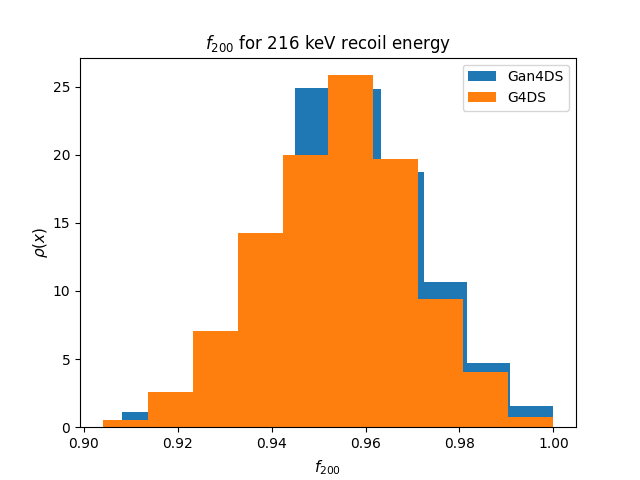 f₂₀₀ for 216 keV recoil energy
Gan4DS
G4DS
ρ(x)
25
20
15
10
5
0
0.90 0.92 0.94 0.96 0.98 1.00
f₂₀₀